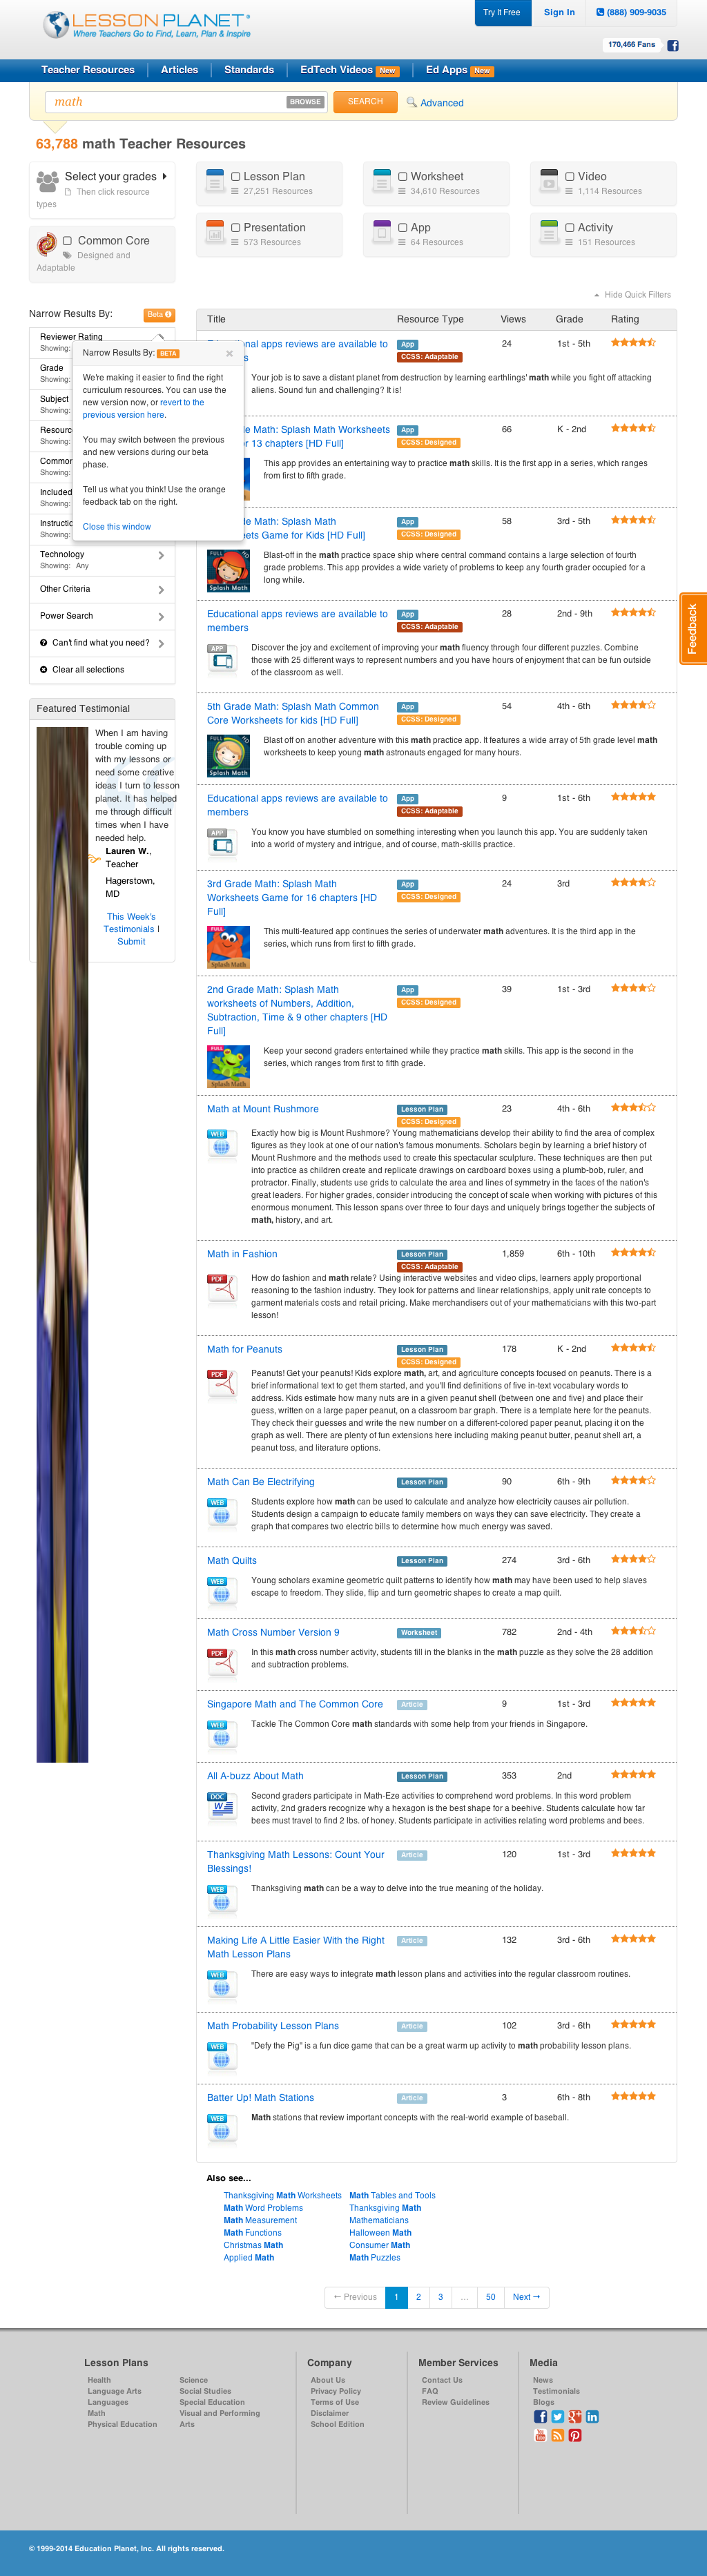 LESSON PLANET®
Where Teachers Go to Find, Learn, Plan & Inspire
Try It Free
Sign In
(888) 909-9035
170,466 Fans
Teacher Resources
Articles
Standards
EdTech Videos New
Ed Apps New
math
BROWSE
SEARCH
Advanced
63,788 math Teacher Resources
Select your grades
Then click resource
types
Common Core
Designed and
Adaptable
Lesson Plan
27,251 Resources
Worksheet
34,610 Resources
Video
1,114 Resources
Presentation
573 Resources
App
64 Resources
Activity
151 Resources
Hide Quick Filters
Narrow Results By:
Beta
Reviewer Rating
Showing:
Grade
Showing:
Subject
Showing:
Showing:
Showing:
Included
Showing:
Showing:
Technology
Showing: Any
Other Criteria
Power Search
Can't find what you need?
Clear all selections
Narrow Results By: BETA
×
We're making it easier to find the right
curriculum resources. You can use the
new version now, or revert to the
previous version here.
You may switch between the previous
and new versions during our beta
phase.
Tell us what you think! Use the orange
feedback tab on the right.
Close this window
Featured Testimonial
When I am having
trouble coming up
with my lessons or
need some creative
ideas I turn to lesson
planet. It has helped
me through difficult
times when I have
needed help.
Lauren W.,
Teacher
Hagerstown,
MD
This Week's
Testimonials |
Submit
Title Resource Type Views Grade Rating
apps reviews are available to
App
CCSS: Adaptable
24
1st - 5th
Your job is to save a distant planet from destruction by learning earthlings' math while you fight off attacking
aliens. Sound fun and challenging? It is!
Math: Splash Math Worksheets
13 chapters [HD Full]
App
CCSS: Designed
66
K - 2nd
This app provides an entertaining way to practice math skills. It is the first app in a series, which ranges
from first to fifth grade.
Math: Splash Math
Game for Kids [HD Full]
App
CCSS: Designed
58
3rd - 5th
Blast-off in the math practice space ship where central command contains a large selection of fourth
grade problems. This app provides a wide variety of problems to keep any fourth grader occupied for a
long while.
FULL HD
Splash Math
Educational apps reviews are available to
members
App
CCSS: Adaptable
28
2nd - 9th
APP
Discover the joy and excitement of improving your math fluency through four different puzzles. Combine
those with 25 different ways to represent numbers and you have hours of enjoyment that can be fun outside
of the classroom as well.
5th Grade Math: Splash Math Common
Core Worksheets for kids [HD Full]
App
CCSS: Designed
54
4th - 6th
FULL HD
Splash Math
Blast off on another adventure with this math practice app. It features a wide array of 5th grade level math
worksheets to keep young math astronauts engaged for many hours.
Educational apps reviews are available to
members
App
CCSS: Adaptable
9
1st - 6th
APP
You know you have stumbled on something interesting when you launch this app. You are suddenly taken
into a world of mystery and intrigue, and of course, math-skills practice.
3rd Grade Math: Splash Math
Worksheets Game for 16 chapters [HD
Full]
App
CCSS: Designed
24
3rd
FULL
Splash Math
This multi-featured app continues the series of underwater math adventures. It is the third app in the
series, which runs from first to fifth grade.
2nd Grade Math: Splash Math
worksheets of Numbers, Addition,
Subtraction, Time & 9 other chapters [HD
Full]
App
CCSS: Designed
39
1st - 3rd
FULL
Splash Math
Keep your second graders entertained while they practice math skills. This app is the second in the
series, which ranges from first to fifth grade.
Math at Mount Rushmore
Lesson Plan
CCSS: Designed
23
4th - 6th
WEB
Exactly how big is Mount Rushmore? Young mathematicians develop their ability to find the area of complex
figures as they look at one of our nation's famous monuments. Scholars begin by learning a brief history of
Mount Rushmore and the methods used to create this spectacular sculpture. These techniques are then put
into practice as children create and replicate drawings on cardboard boxes using a plumb-bob, ruler, and
protractor. Finally, students use grids to calculate the area and lines of symmetry in the faces of the nation's
great leaders. For higher grades, consider introducing the concept of scale when working with pictures of this
enormous monument. This lesson spans over three to four days and uniquely brings together the subjects of
math, history, and art.
Math in Fashion
Lesson Plan
CCSS: Adaptable
1,859
6th - 10th
PDF
How do fashion and math relate? Using interactive websites and video clips, learners apply proportional
reasoning to the fashion industry. They look for patterns and linear relationships, apply unit rate concepts to
garment materials costs and retail pricing. Make merchandisers out of your mathematicians with this two-part
lesson!
Math for Peanuts
Lesson Plan
CCSS: Designed
178
K - 2nd
PDF
Peanuts! Get your peanuts! Kids explore math, art, and agriculture concepts focused on peanuts. There is a
brief informational text to get them started, and you'll find definitions of five in-text vocabulary words to
address. Kids estimate how many nuts are in a given peanut shell (between one and five) and place their
guess, written on a large paper peanut, on a classroom bar graph. There is a template here for the peanuts.
They check their guesses and write the new number on a different-colored paper peanut, placing it on the
graph as well. There are plenty of fun extensions here including making peanut butter, peanut shell art, a
peanut toss, and literature options.
Math Can Be Electrifying
Lesson Plan
90
6th - 9th
WEB
Students explore how math can be used to calculate and analyze how electricity causes air pollution.
Students design a campaign to educate family members on ways they can save electricity. They create a
graph that compares two electric bills to determine how much energy was saved.
Math Quilts
Lesson Plan
274
3rd - 6th
WEB
Young scholars examine geometric quilt patterns to identify how math may have been used to help slaves
escape to freedom. They slide, flip and turn geometric shapes to create a map quilt.
Math Cross Number Version 9
Worksheet
782
2nd - 4th
PDF
In this math cross number activity, students fill in the blanks in the math puzzle as they solve the 28 addition
and subtraction problems.
Singapore Math and The Common Core
Article
9
1st - 3rd
WEB
Tackle The Common Core math standards with some help from your friends in Singapore.
All A-buzz About Math
Lesson Plan
353
2nd
DOC
Second graders participate in Math-Eze activities to comprehend word problems. In this word problem
activity, 2nd graders recognize why a hexagon is the best shape for a beehive. Students calculate how far
bees must travel to find 2 lbs. of honey. Students participate in activities relating word problems and bees.
Thanksgiving Math Lessons: Count Your
Blessings!
Article
120
1st - 3rd
WEB
Thanksgiving math can be a way to delve into the true meaning of the holiday.
Making Life A Little Easier With the Right
Math Lesson Plans
Article
132
3rd - 6th
WEB
There are easy ways to integrate math lesson plans and activities into the regular classroom routines.
Math Probability Lesson Plans
Article
102
3rd - 6th
WEB
"Defy the Pig" is a fun dice game that can be a great warm up activity to math probability lesson plans.
Batter Up! Math Stations
Article
3
6th - 8th
WEB
Math stations that review important concepts with the real-world example of baseball.
Feedback
Also see...
Thanksgiving Math Worksheets
Math Word Problems
Math Measurement
Math Functions
Christmas Math
Applied Math
Math Tables and Tools
Thanksgiving Math
Mathematicians
Halloween Math
Consumer Math
Math Puzzles
← Previous 1 2 3 ... 50 Next →
Lesson Plans
Health
Language Arts
Languages
Math
Physical Education
Science
Social Studies
Special Education
Visual and Performing
Arts
Company
About Us
Privacy Policy
Terms of Use
Disclaimer
School Edition
Member Services
Contact Us
FAQ
Review Guidelines
Media
News
Testimonials
Blogs
© 1999-2014 Education Planet, Inc. All rights reserved.